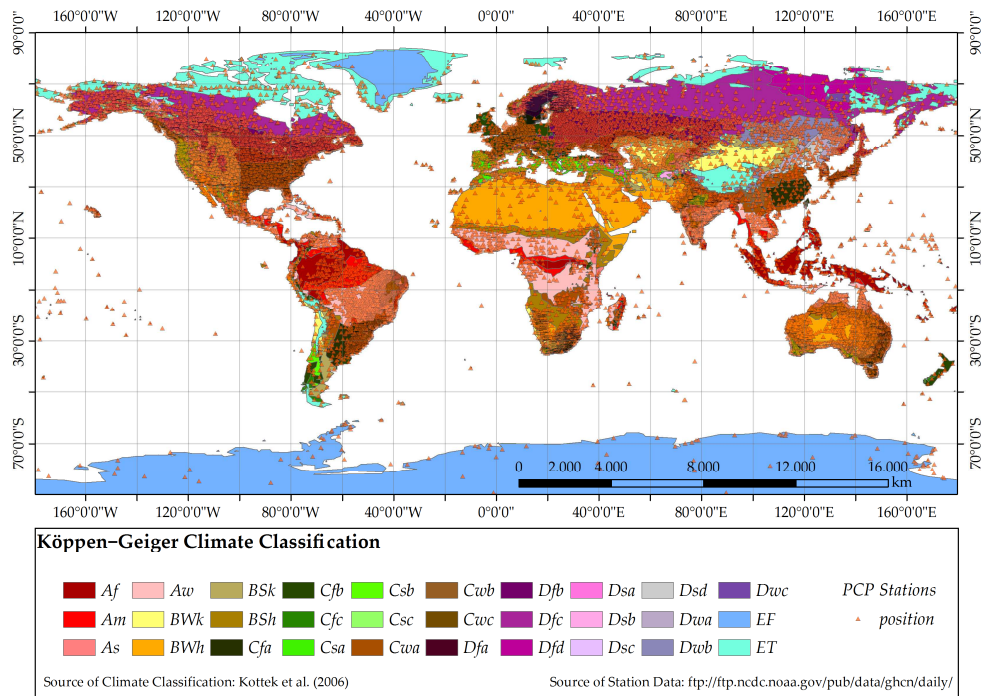 160°0'0"W 120°0'0"W 80°0'0"W 40°0'0"W 0°0'0"E 40°0'0"E 80°0'0"E 120°0'0"E 160°0'0"E
90°0'0" 90°0'0"
50°0'0"N 50°0'0"N
10°0'0"N 10°0'0"N
30°0'0"S 30°0'0"S
70°0'0"S 70°0'0"S
0 2.000 4.000 8.000 12.000 16.000
km
160°0'0"W 120°0'0"W 80°0'0"W 40°0'0"W 0°0'0"E 40°0'0"E 80°0'0"E 120°0'0"E 160°0'0"E
Köppen–Geiger Climate Classification
Af Aw BSk Cfb Csb Cwb Dfb Dsa Dsd Dwc PCP Stations
Am BWk BSh Cfc Csc Cwc Dfc Dsb Dwa EF position
As BWh Cfa Csa Cwa Dfa Dfd Dsc Dwb ET
Source of Climate Classification: Kottek et al. (2006) Source of Station Data: ftp://ftp.ncdc.noaa.gov/pub/data/ghcn/daily/